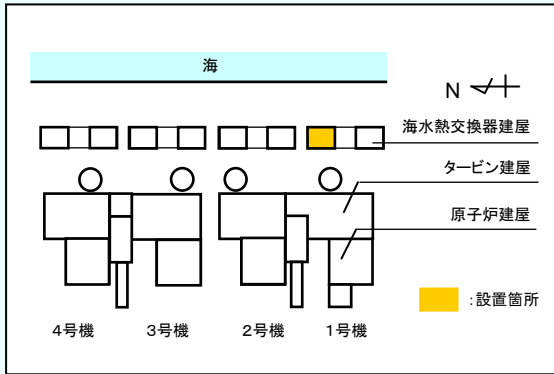 海
N
海水熱交換器建屋
タービン建屋
原子炉建屋
:設置箇所
4号機 3号機 2号機 1号機